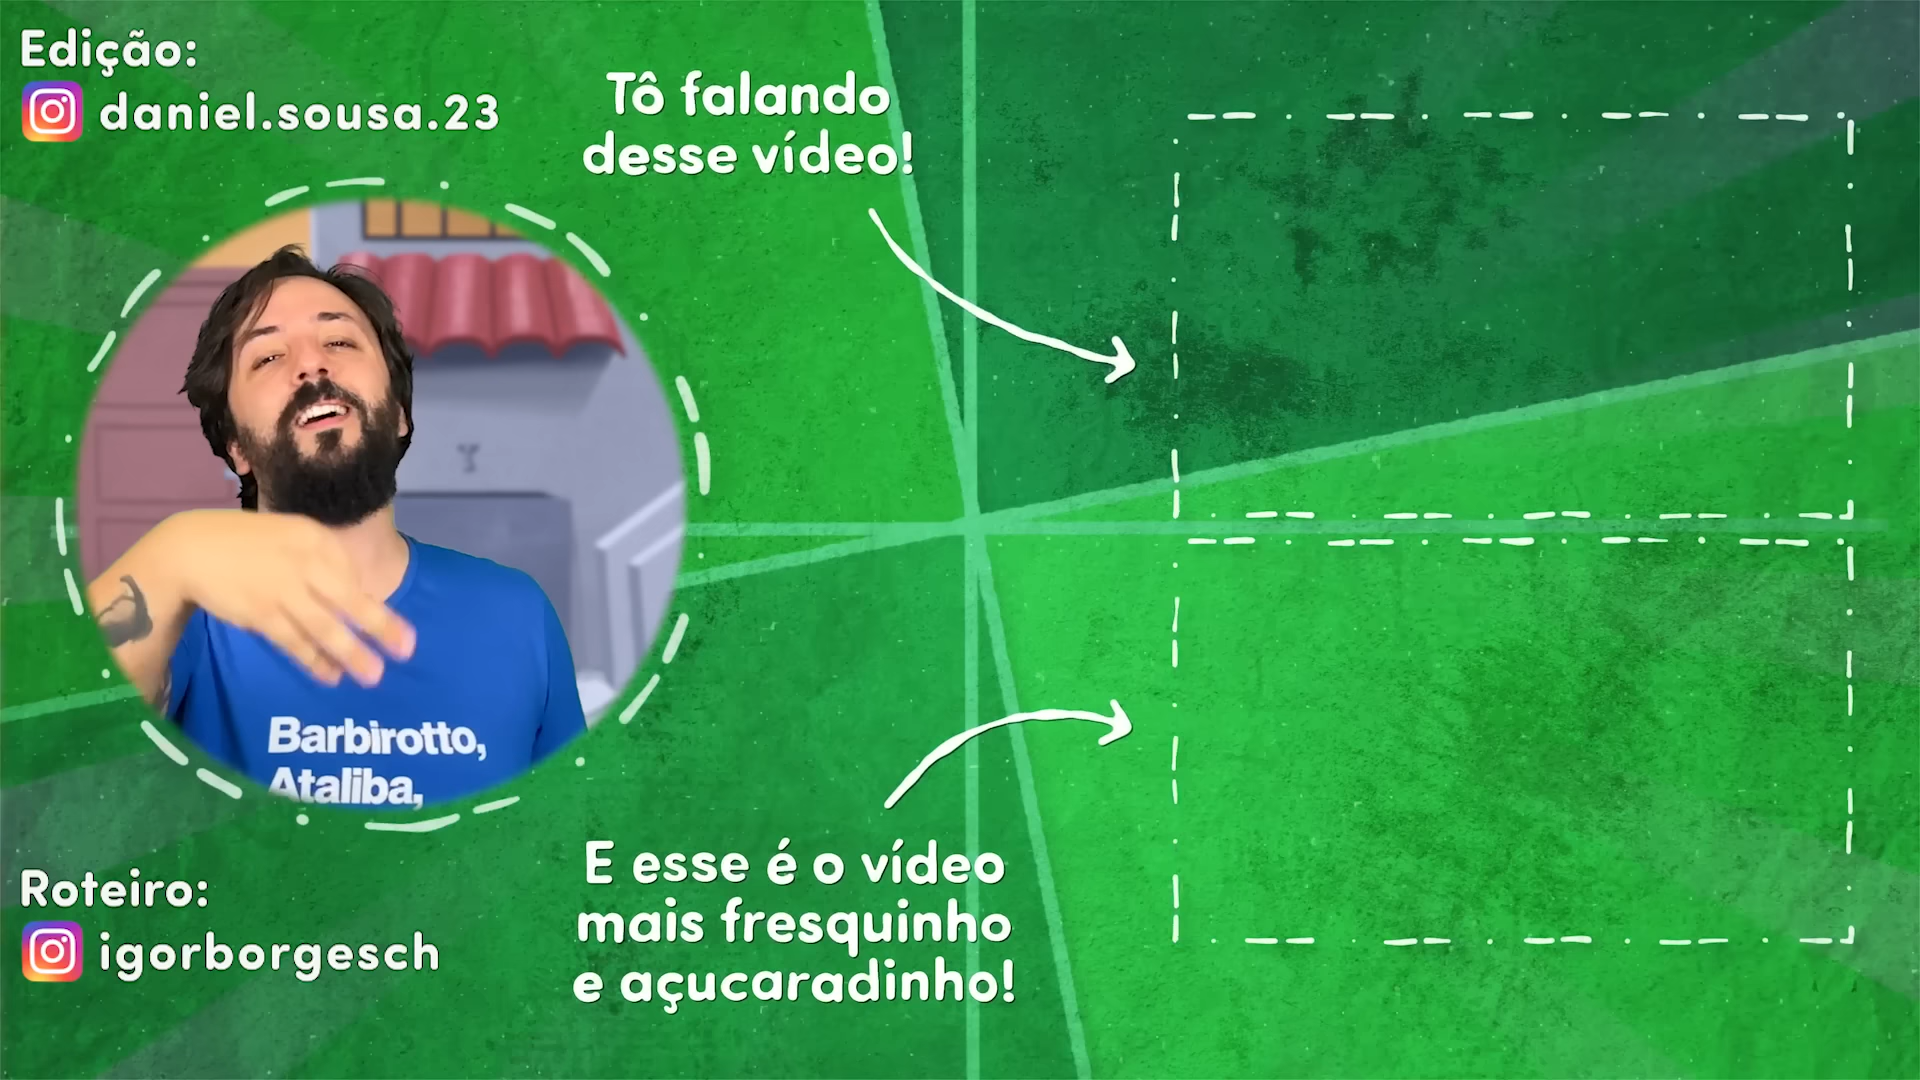 Edição:
daniel.sousa.23
Tô falando
desse vídeo!
Barbirotto,
Ataliba,
Roteiro:
igorborgesch
E esse é o vídeo
mais fresquinho
e açucaradinho!